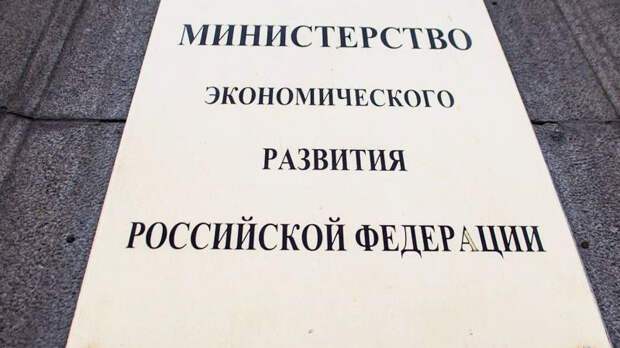 МИНИСТЕРСТВО
ЭКОНОМИЧЕСКОГО
РАЗВИТИЯ
РОССИЙСКОЙ ФЕДЕРАЦИИ